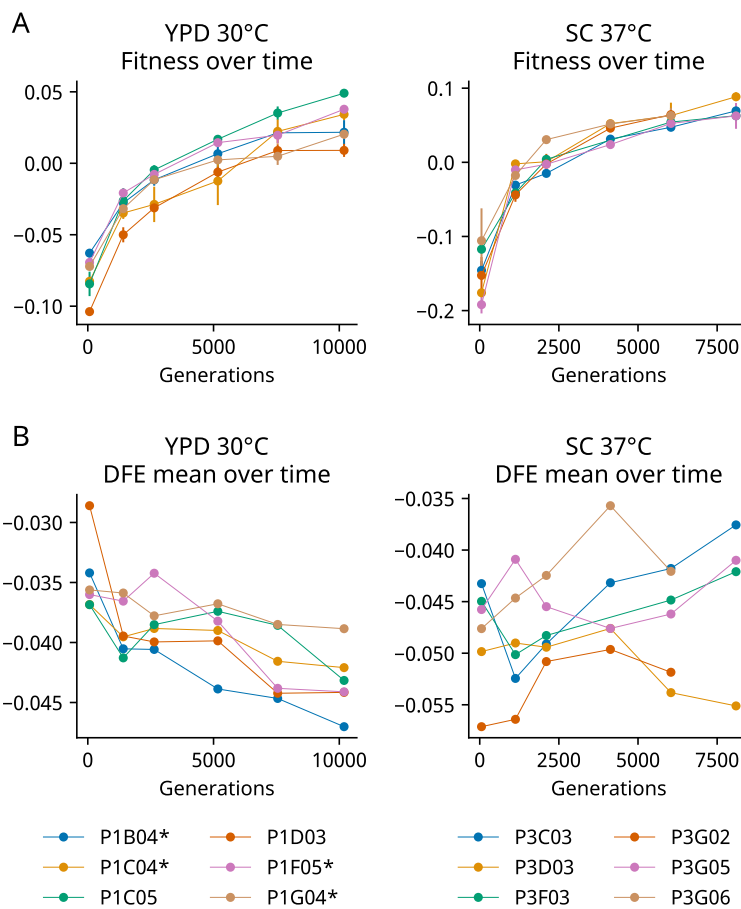 A
YPD 30°C
Fitness over time
0.05
0.00
−0.05
−0.10
0
5000
10000
Generations
SC 37°C
Fitness over time
0.1
0.0
−0.1
−0.2
0
2500
5000
7500
Generations
B
YPD 30°C
DFE mean over time
−0.030
−0.035
−0.040
−0.045
0
5000
10000
Generations
SC 37°C
DFE mean over time
−0.035
−0.040
−0.045
−0.050
−0.055
0
2500
5000
7500
Generations
P1B04*
P1C04*
P1C05
P1D03
P1F05*
P1G04*
P3C03
P3D03
P3F03
P3G02
P3G05
P3G06